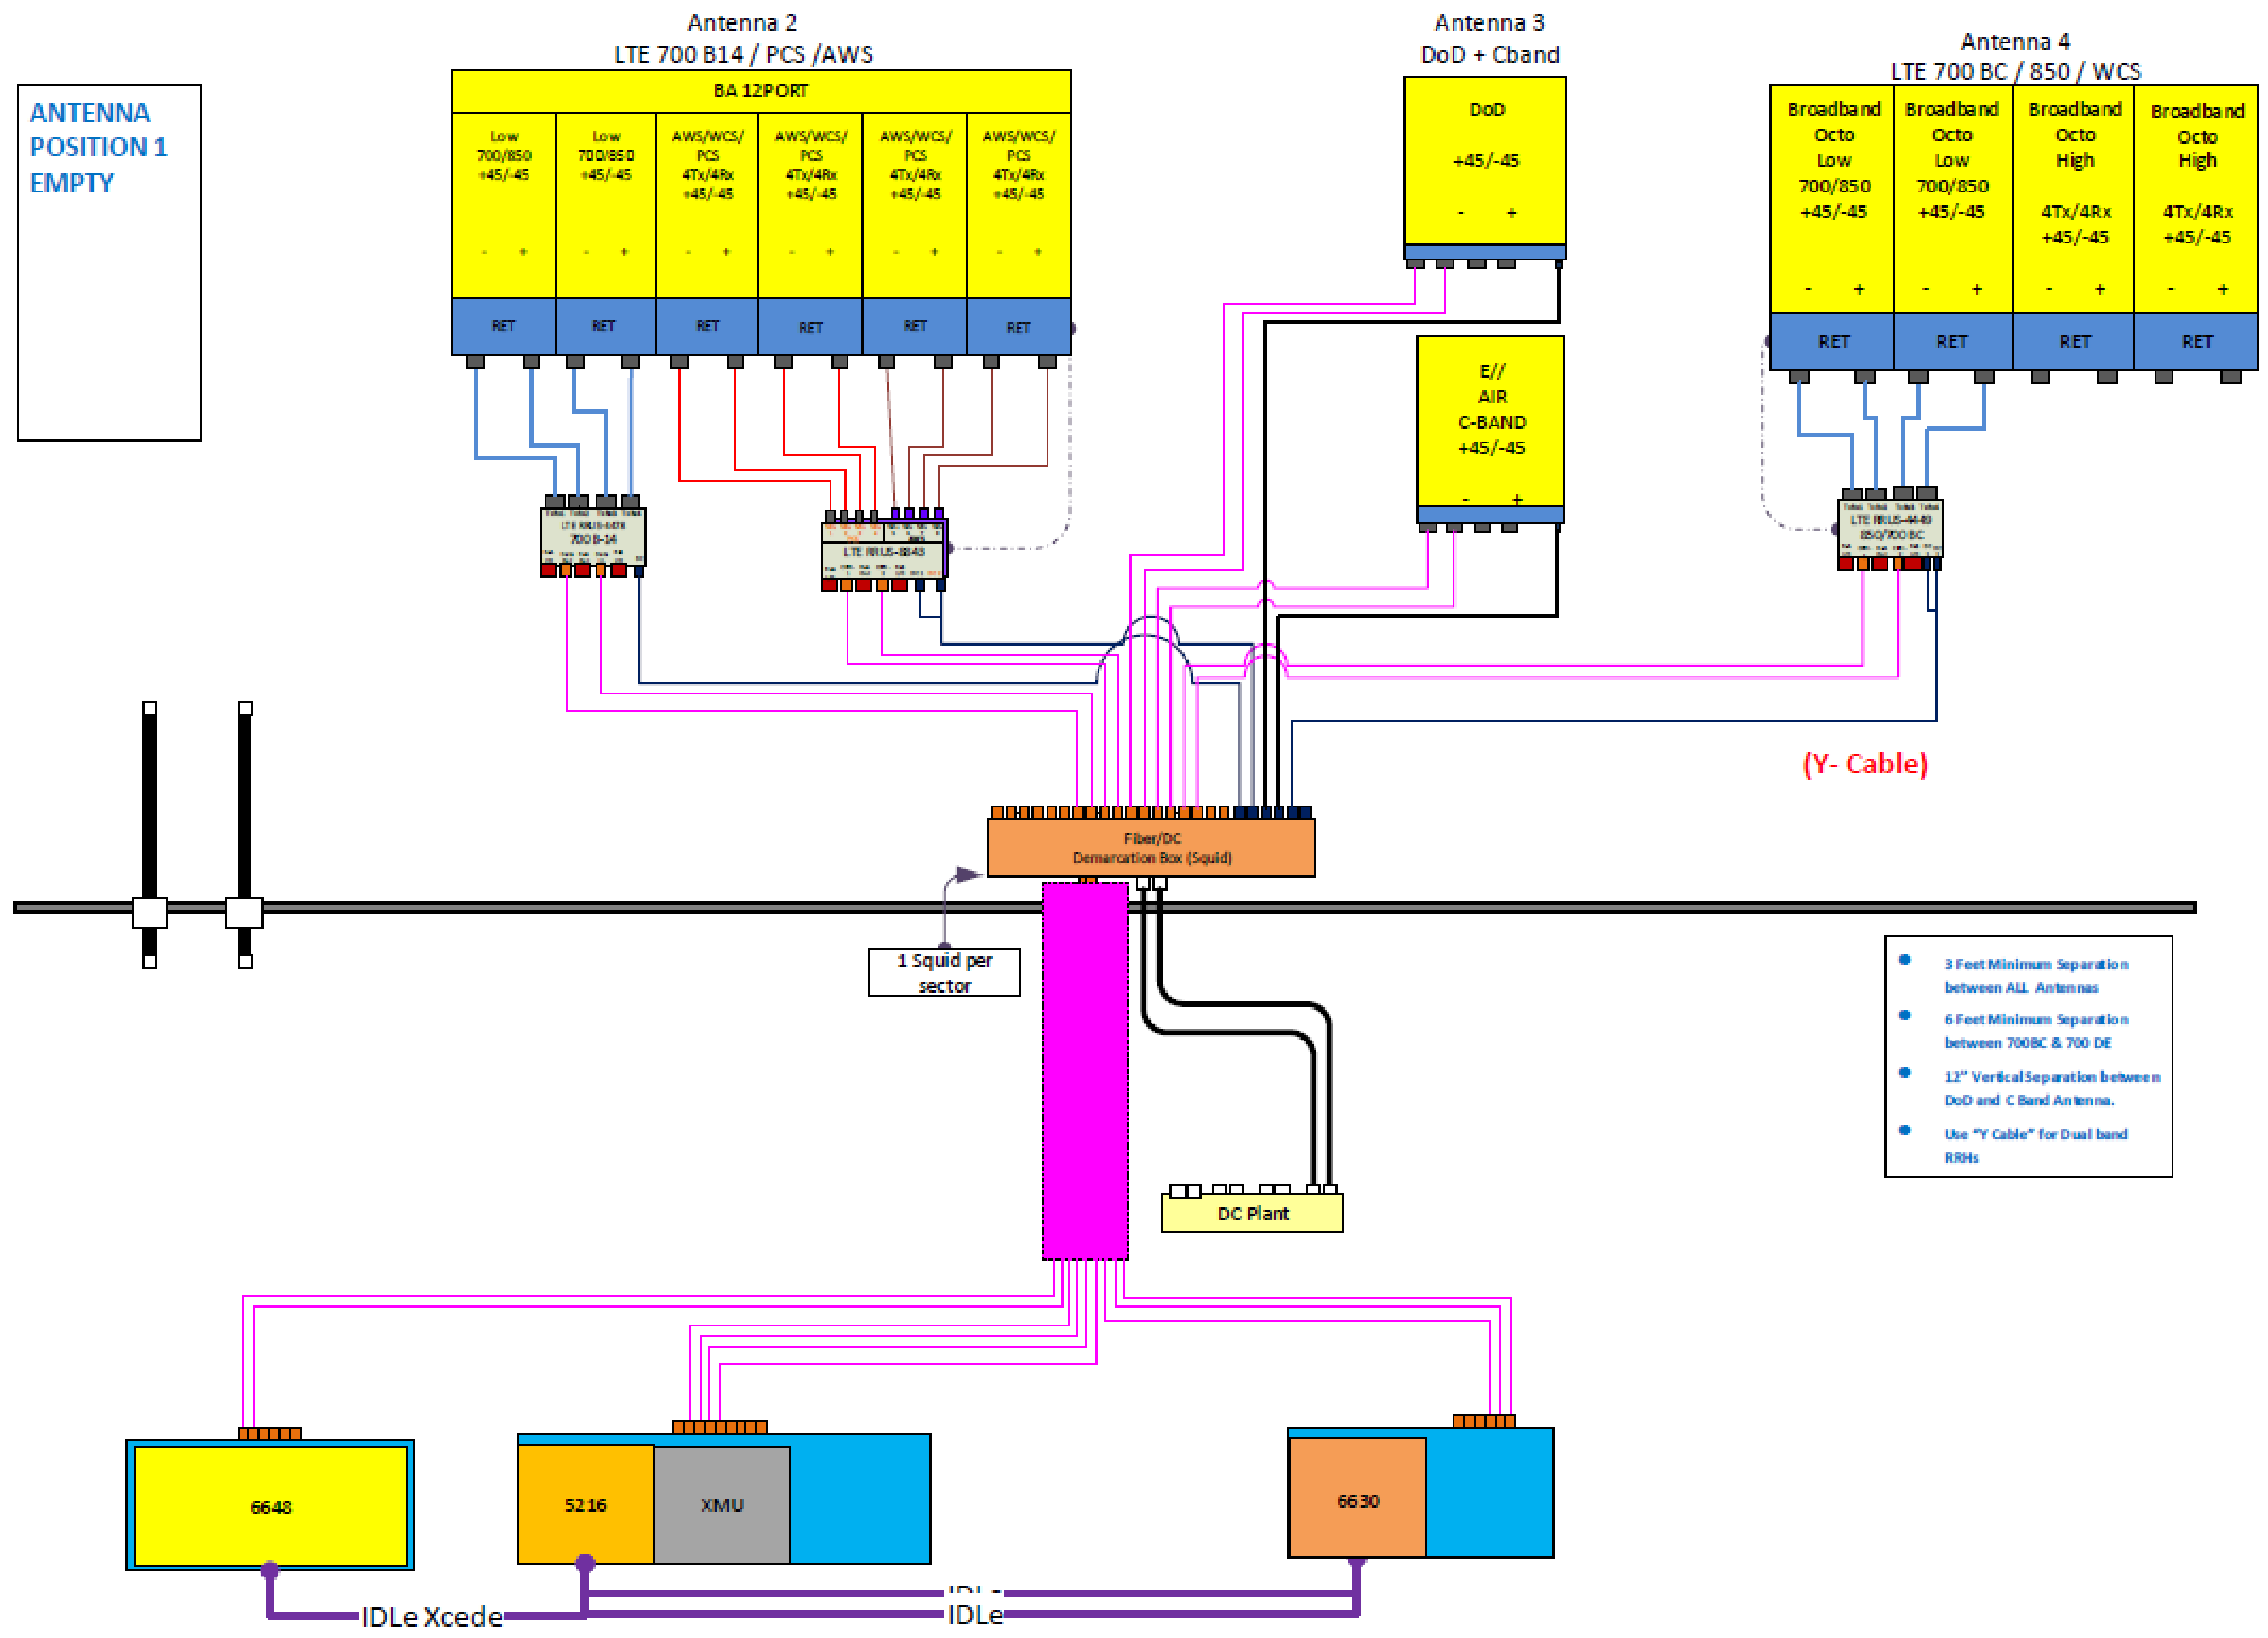 Antenna 2
LTE 700 B14 / PCS /AWS
Antenna 3
DoD + Cband
Antenna 4
LTE 700 BC / 850 / WCS
ANTENNA
POSITION 1
EMPTY
BA 12PORT
Low
700/850
+45/-45
- +
RET
Low
700/850
+45/-45
- +
RET
AWS/WCS/
PCS
4Tx/4Rx
+45/-45
- +
RET
AWS/WCS/
PCS
4Tx/4Rx
+45/-45
- +
RET
AWS/WCS/
PCS
4Tx/4Rx
+45/-45
- +
RET
AWS/WCS/
PCS
4Tx/4Rx
+45/-45
- +
RET
DoD
+45/-45
- +
E//
AIR
C-BAND
+45/-45
- +
Broadband
Octo
Low
700/850
+45/-45
- +
RET
Broadband
Octo
Low
700/850
+45/-45
- +
RET
Broadband
Octo
High
4Tx/4Rx
+45/-45
- +
RET
Broadband
Octo
High
4Tx/4Rx
+45/-45
- +
RET
LTE RRUS-4478
700 B-14
LTE RRUS-8843
LTE RRUS-4449
850/700 BC
(Y- Cable)
Fiber/DC
Demarcation Box (Squid)
1 Squid per
sector
3 Feet Minimum Separation
between ALL Antennas
6 Feet Minimum Separation
between 700BC & 700 DE
12” Vertical Separation between
DoD and C Band Antenna.
Use “Y Cable” for Dual band
RRHs
DC Plant
6648
5216
XMU
6630
IDLe Xcede
IDLe